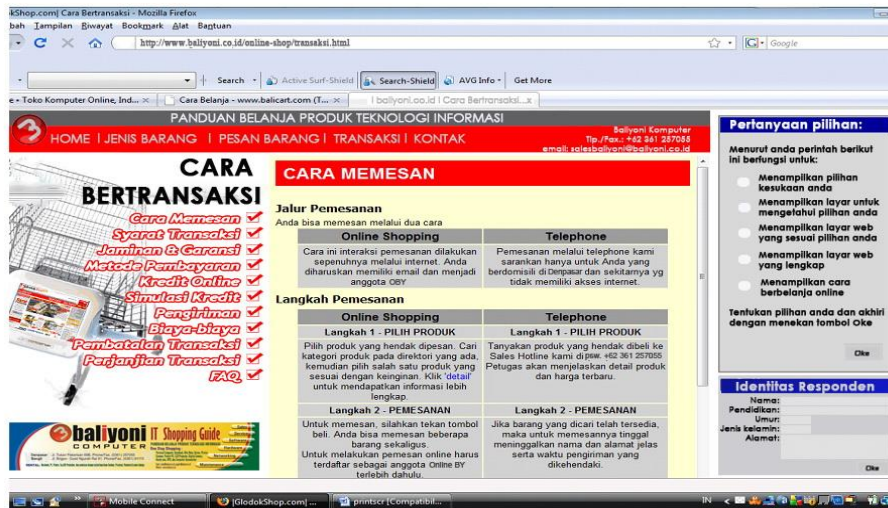 kShop.com| Cara Bertransaksi - Mozilla Firefox
bah Tampilan Riwayat Bookmark Alat Bantuan
http://www.baliyoni.co.id/online-shop/transaksi.html
Google
Search
Active Surf-Shield
Search-Shield
AVG Info
Get More
e • Toko Komputer Online, Ind...
Cara Belanja - www.balicart.com (T...
I baliyoni.co.id I Cara Bertransaksi...x
PANDUAN BELANJA PRODUK TEKNOLOGI INFORMASI
HOME I JENIS BARANG I PESAN BARANG I TRANSAKSI I KONTAK
Baliyoni Komputer
Tlp./Fax.: +62 361 257055
email: salesbaliyoni@baliyoni.co.id
CARA
BERTRANSAKSI
Cara Memesan
Syarat Transaksi
Jaminan & Garansi
Metode Pembayaran
Kredit Online
Simulasi Kredit
Pengiriman
Biaya-biaya
Pembatalan Transaksi
Perjanjian Transaksi
FAQ
baliyoni IT Shopping Guide
COMPUTER
CARA MEMESAN
Jalur Pemesanan
Anda bisa memesan melalui dua cara
Online Shopping
Cara ini interaksi pemesanan dilakukan
sepenuhnya melalui internet. Anda
diharuskan memiliki email dan menjadi
anggota OBY
Telephone
Pemesanan melalui telephone kami
sarankan hanya untuk Anda yang
berdomisili di Denpasar dan sekitarnya yg
tidak memiliki akses internet.
Langkah Pemesanan
Online Shopping
Telephone
Langkah 1 - PILIH PRODUK
Pilih produk yang hendak dipesan. Cari
kategori produk pada direktori yang ada,
kemudian pilih salah satu produk yang
sesuai dengan keinginan. Klik 'detail'
untuk mendapatkan informasi lebih
lengkap.
Langkah 1 - PILIH PRODUK
Tanyakan produk yang hendak dibeli ke
Sales Hotline kami di psw. +62 361 257055
Petugas akan menjelaskan detail produk
dan harga terbaru.
Langkah 2 - PEMESANAN
Untuk memesan, silahkan tekan tombol
beli. Anda bisa memesan beberapa
barang sekaligus.
Untuk melakukan pemesan online harus
terdaftar sebagai anggota Online BY
terlebih dahulu.
Langkah 2 - PEMESANAN
Jika barang yang dicari telah tersedia,
maka untuk memesannya tinggal
meninggalkan nama dan alamat jelas
serta waktu pengiriman yang
dikehendaki.
Pertanyaan pilihan:
Menurut anda perintah berikut
ini berfungsi untuk:
Menampilkan pilihan
kesukaan anda
Menampilkan layar untuk
mengetahui pilihan anda
Menampilkan layar web
yang sesuai pilihan anda
Menampilkan layar web
yang lengkap
Menampilkan cara
berbelanja online
Tentukan pilihan anda dan akhiri
dengan menekan tombol Oke
Oke
Identitas Responden
Nama:
Pendidikan:
Umur:
Jenis kelamin:
Alamat:
Oke
Mobile Connect
|GlodokShop.com| ...
printscr [Compatibil...
IN